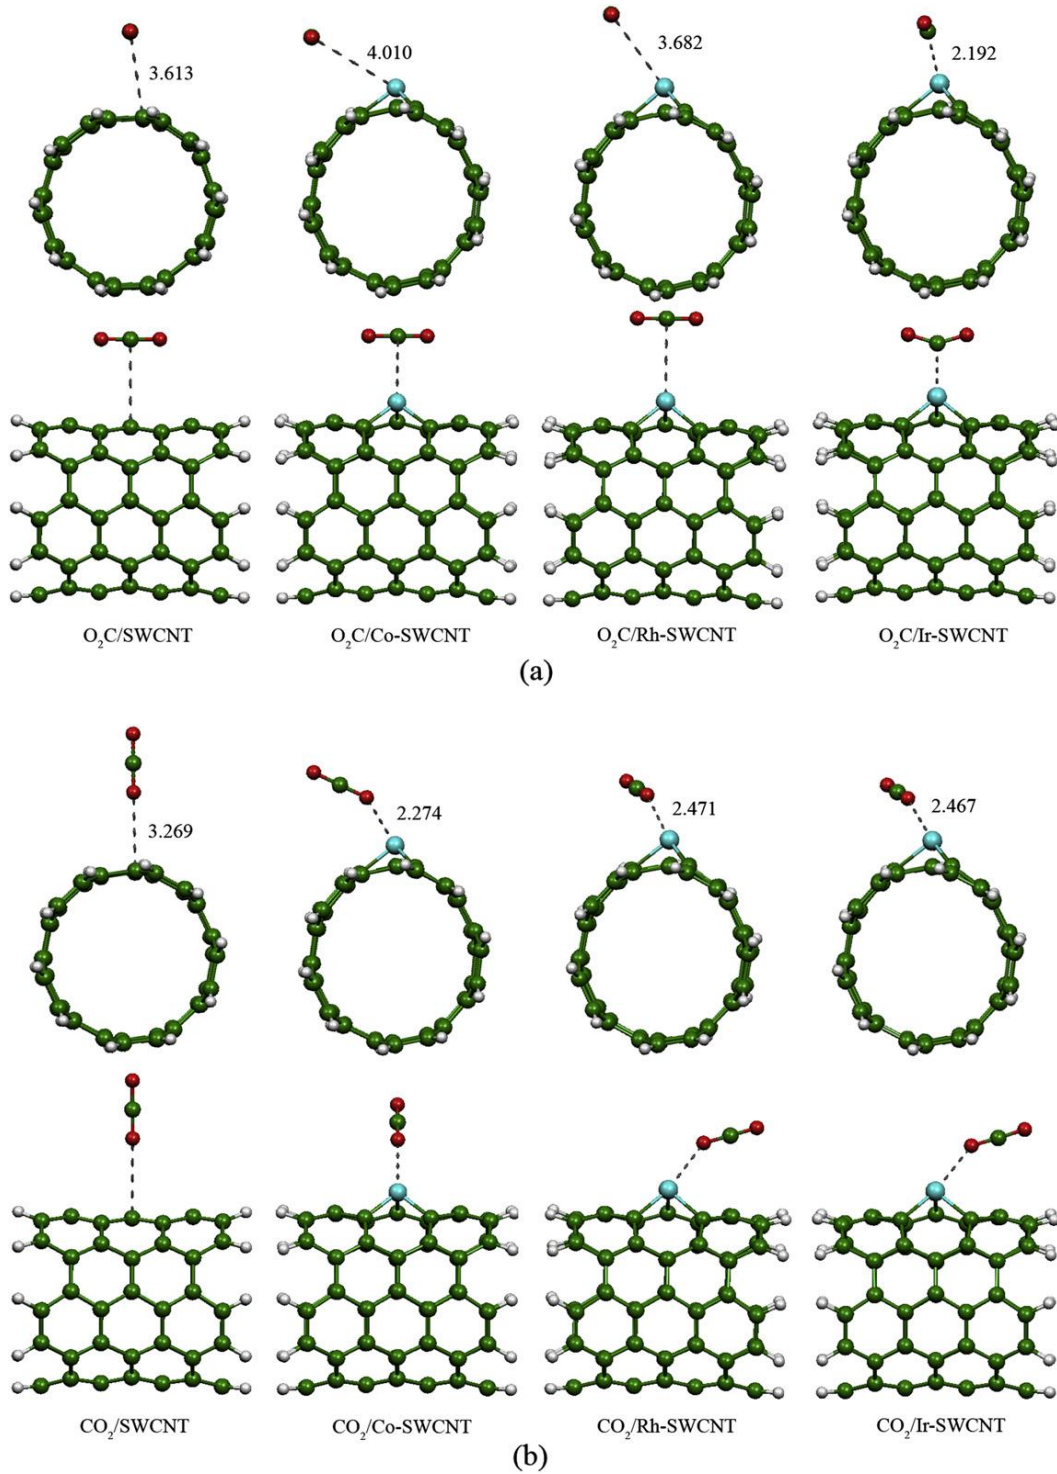 3.613
4.010
3.682
2.192
O₂C/SWCNT
O₂C/Co-SWCNT
O₂C/Rh-SWCNT
O₂C/Ir-SWCNT
(a)
3.269
2.274
2.471
2.467
CO₂/SWCNT
CO₂/Co-SWCNT
CO₂/Rh-SWCNT
CO₂/Ir-SWCNT
(b)